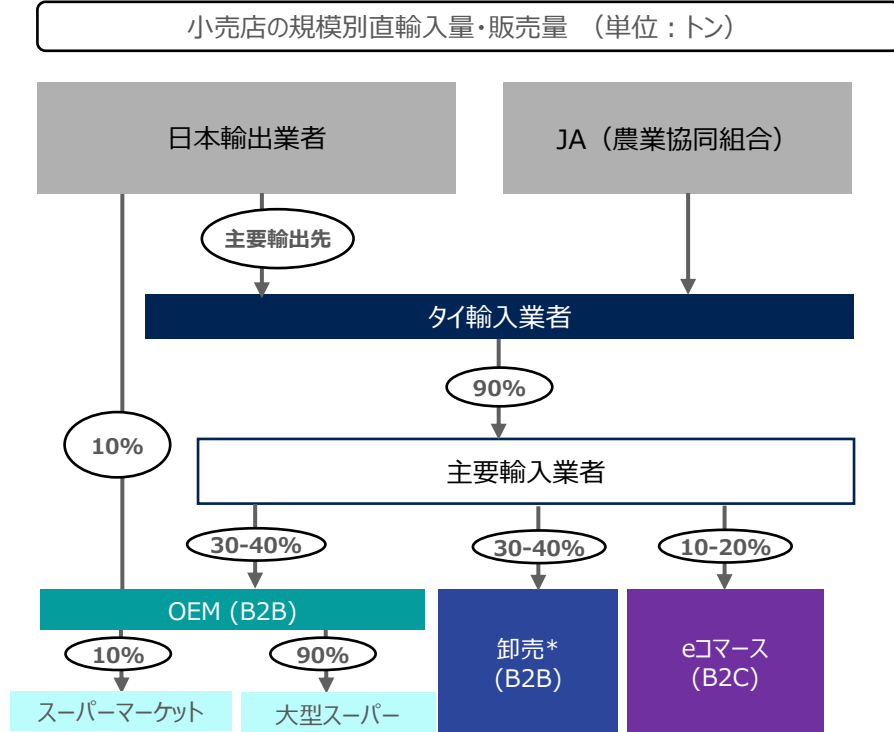 小売店の規模別直輸入量・販売量 （単位：トン）
日本輸出業者
JA（農業協同組合）
主要輸出先
タイ輸入業者
90%
10%
主要輸入業者
30-40%
30-40%
10-20%
OEM (B2B)
卸売*
(B2B)
eコマース
(B2C)
10%
90%
スーパーマーケット
大型スーパー